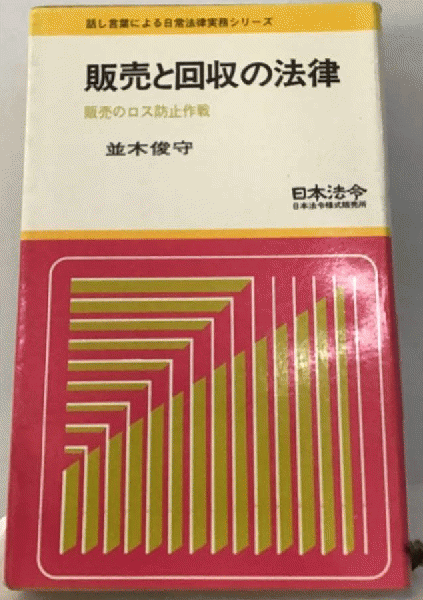 話し言葉による日常法律実務シリーズ
販売と回収の法律
販売のロス防止作戦
並木俊守
日本法令
日本法令様式販売所